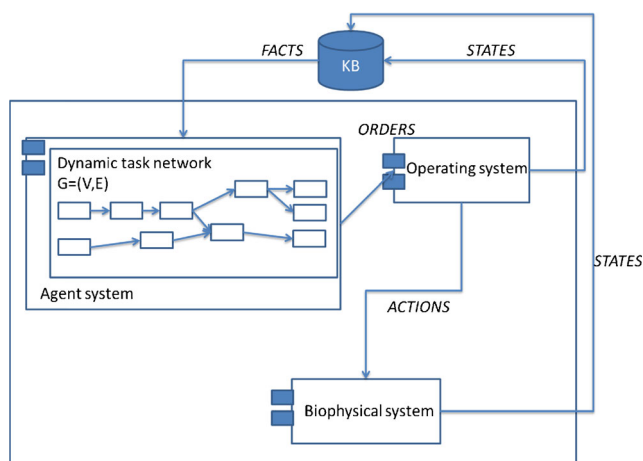 FACTS
STATES
KB
ORDERS
Dynamic task network
G=(V,E)
Operating system
Agent system
STATES
ACTIONS
Biophysical system